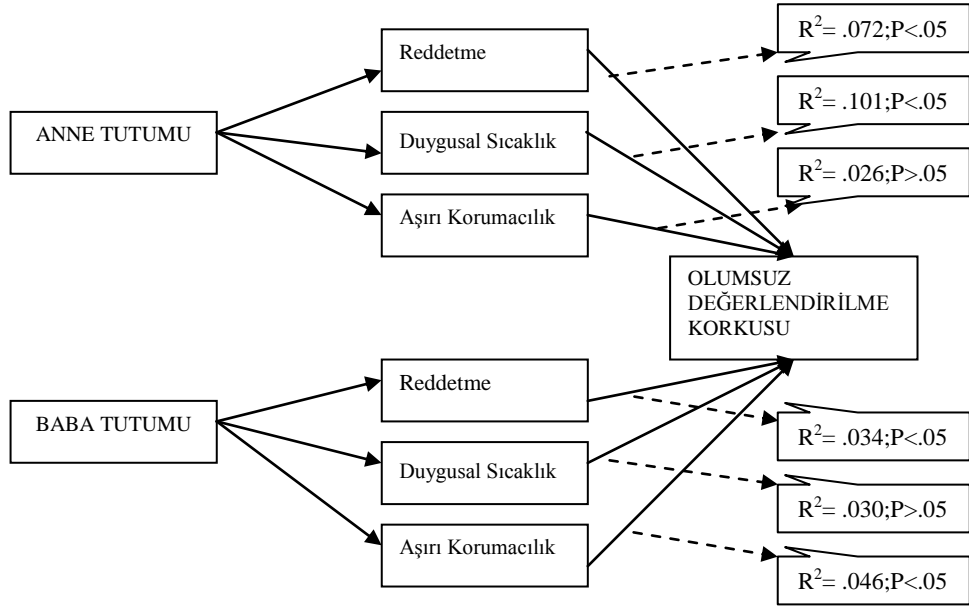 R²= .072;P<.05
Reddetme
R²= .101;P<.05
ANNE TUTUMU
Duygusal Sıcaklık
R²= .026;P>.05
Aşırı Korumacılık
OLUMSUZ
DEĞERLENDİRİLME
KORKUSU
Reddetme
BABA TUTUMU
R²= .034;P<.05
Duygusal Sıcaklık
R²= .030;P>.05
Aşırı Korumacılık
R²= .046;P<.05